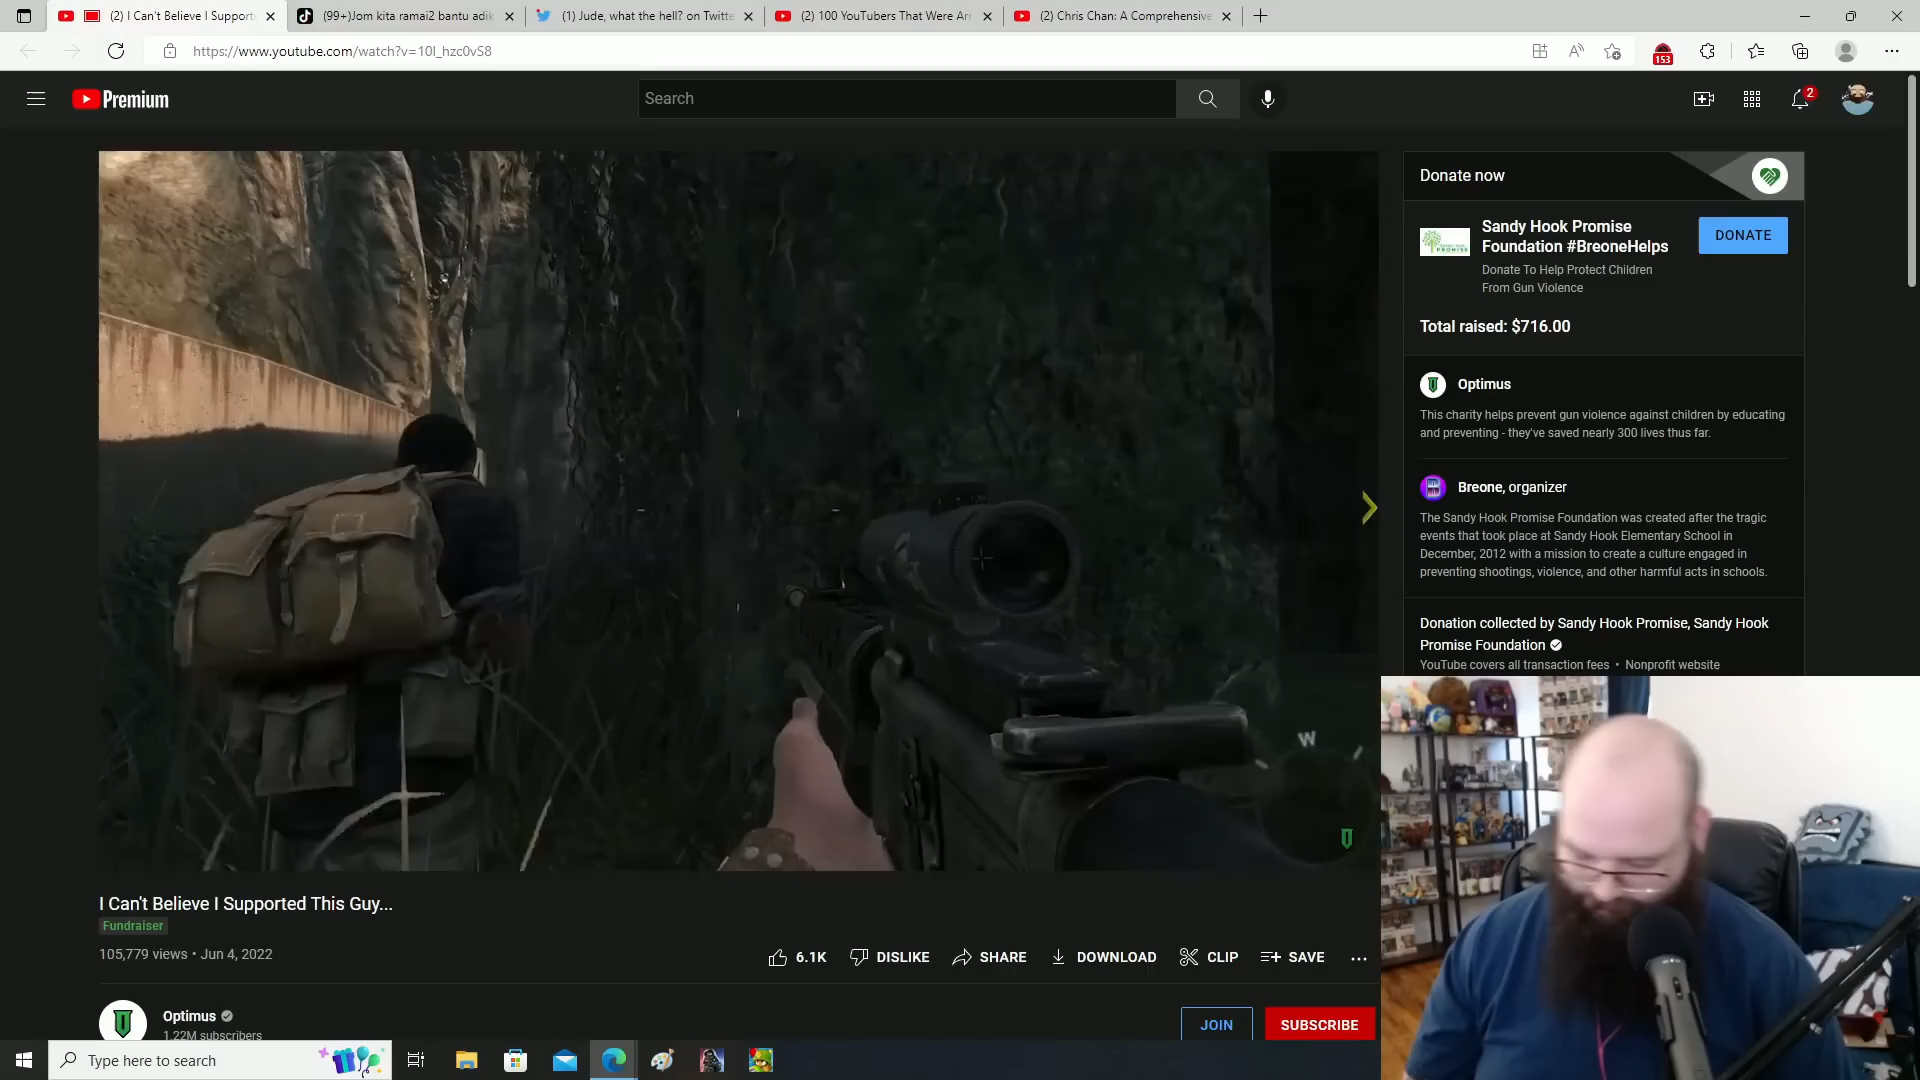 (2) I Can't Believe I Support
(99+)Jom kita ramai2 bantu adik
(1) Jude, what the hell? on Twitte
(2) 100 YouTubers That Were Arr
(2) Chris Chan: A Comprehensive
https://www.youtube.com/watch?v=10l_hzc0vS8
153
Premium
Search
2
Donate now
Sandy Hook Promise
Foundation #BreoneHelps
DONATE
Donate To Help Protect Children
From Gun Violence
Total raised: $716.00
Optimus
This charity helps prevent gun violence against children by educating
and preventing - they've saved nearly 300 lives thus far.
Breone, organizer
The Sandy Hook Promise Foundation was created after the tragic
events that took place at Sandy Hook Elementary School in
December, 2012 with a mission to create a culture engaged in
preventing shootings, violence, and other harmful acts in schools.
Donation collected by Sandy Hook Promise, Sandy Hook
Promise Foundation
YouTube covers all transaction fees • Nonprofit website
W
I Can't Believe I Supported This Guy...
Fundraiser
105,779 views • Jun 4, 2022
6.1K
DISLIKE
SHARE
DOWNLOAD
CLIP
SAVE
Optimus
1.22M subscribers
JOIN
SUBSCRIBE
Type here to search